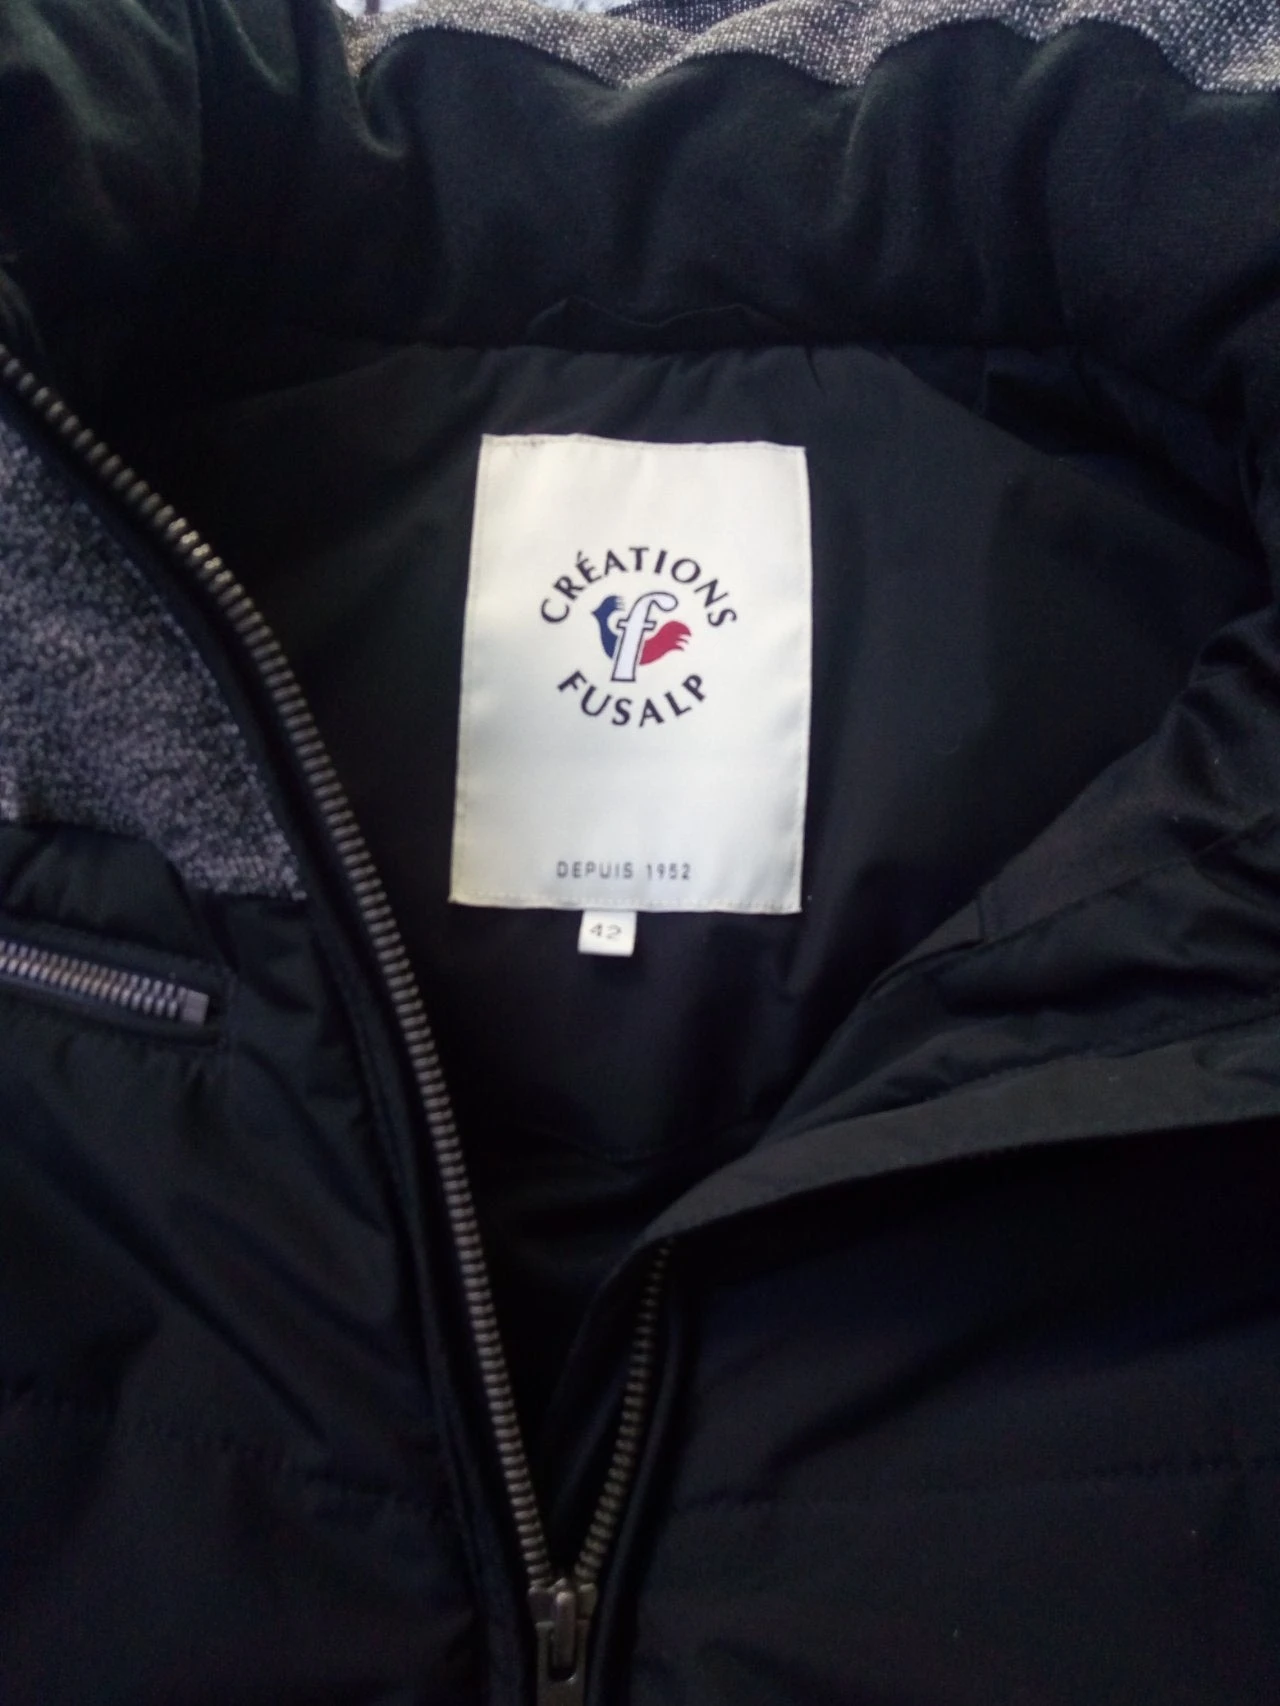 CRÉATIONS
f
FUSALP
DEPUIS 1952
42